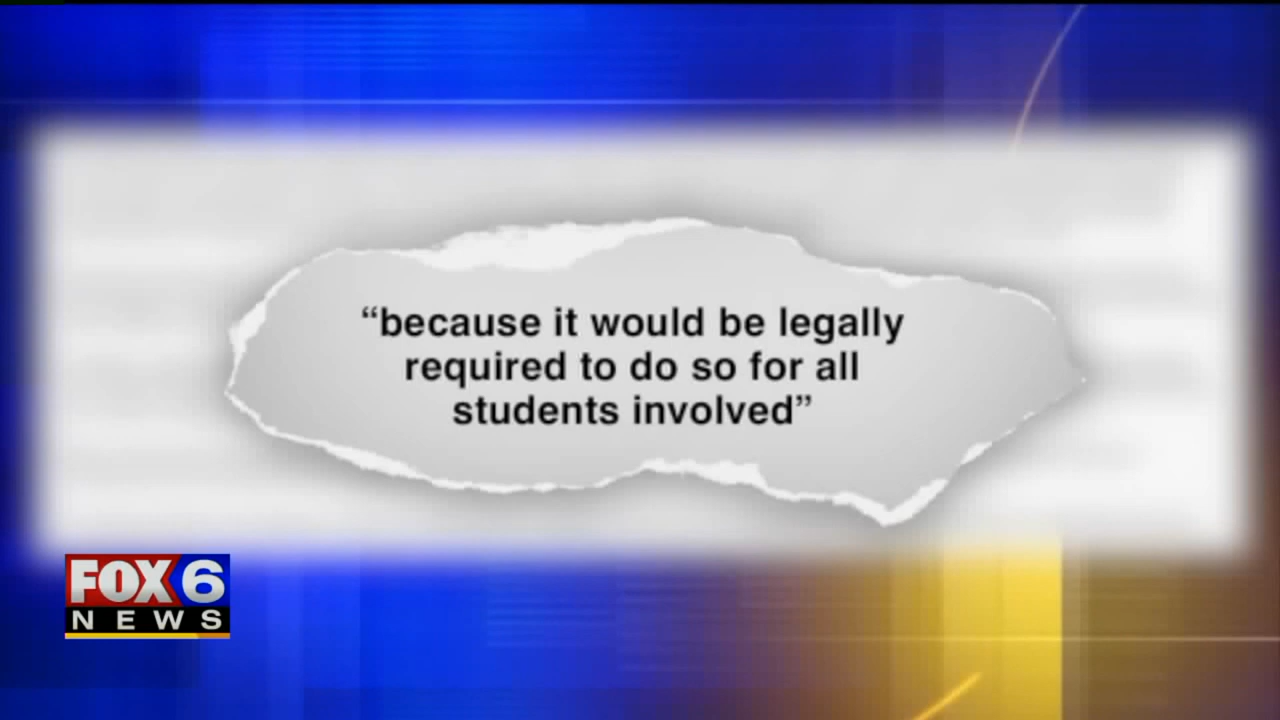 “because it would be legally
required to do so for all
students involved”
FOX 6
NEWS